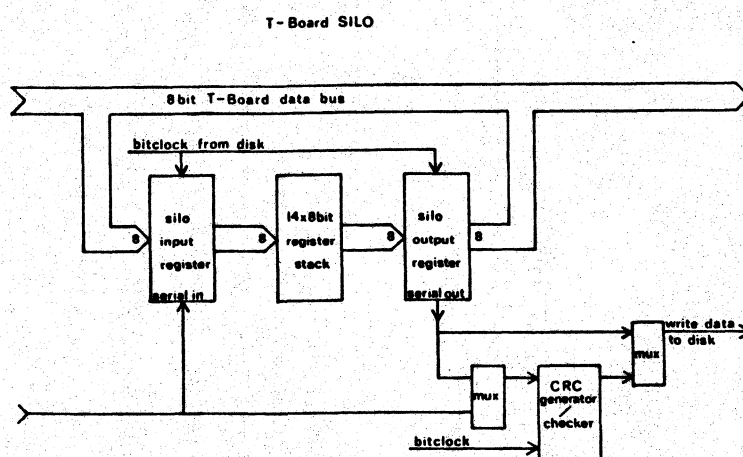 T-Board SILO
8bit T-Board data bus
bitclock from disk
silo
input
register
serial in
8
8
14x8bit
register
stack
8
silo
output
register
serial out
8
write data
to disk
mux
mux
CRC
generator
/
checker
bitclock